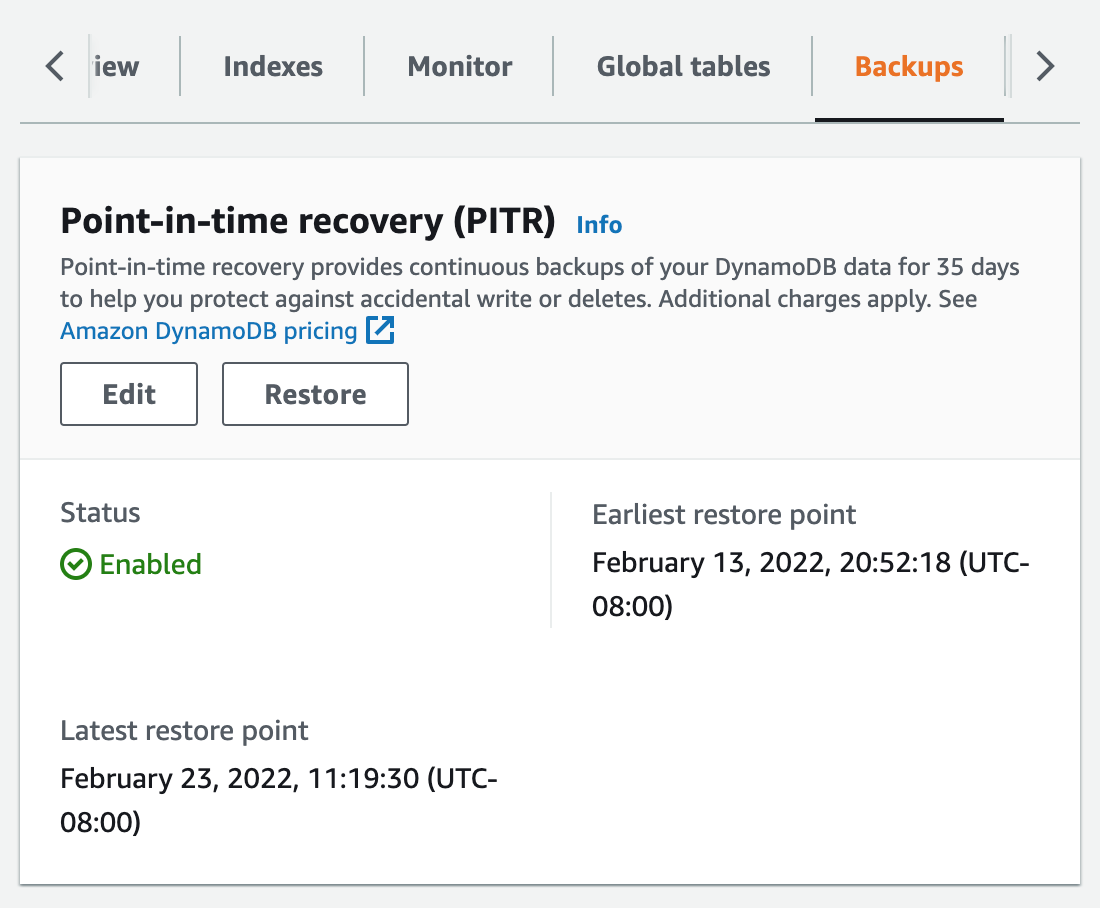 iew
Indexes
Monitor
Global tables
Backups
Point-in-time recovery (PITR) Info
Point-in-time recovery provides continuous backups of your DynamoDB data for 35 days
to help you protect against accidental write or deletes. Additional charges apply. See
Amazon DynamoDB pricing
Edit
Restore
Status
Enabled
Earliest restore point
February 13, 2022, 20:52:18 (UTC-
08:00)
Latest restore point
February 23, 2022, 11:19:30 (UTC-
08:00)